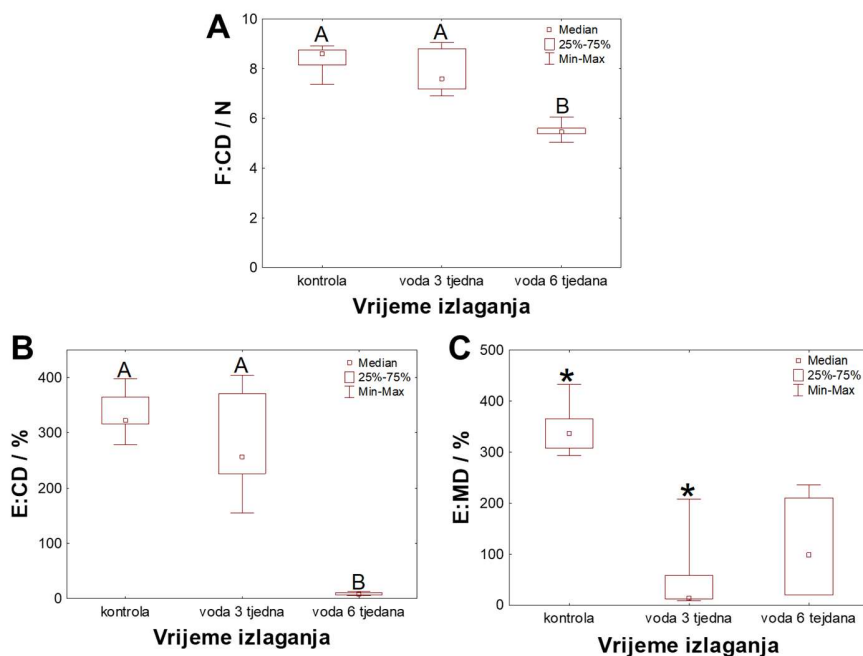 A
10
8
6
4
2
0
F:CD / N
A
A
B
Median
25%-75%
Min-Max
kontrola
voda 3 tjedna
voda 6 tjedana
Vrijeme izlaganja
B
400
300
200
100
0
E:CD / %
A
A
B
Median
25%-75%
Min-Max
kontrola
voda 3 tjedna
voda 6 tjedana
Vrijeme izlaganja
C
500
400
300
200
100
0
E:MD / %
*
*
Median
25%-75%
Min-Max
kontrola
voda 3 tjedna
voda 6 tejdana
Vrijeme izlaganja